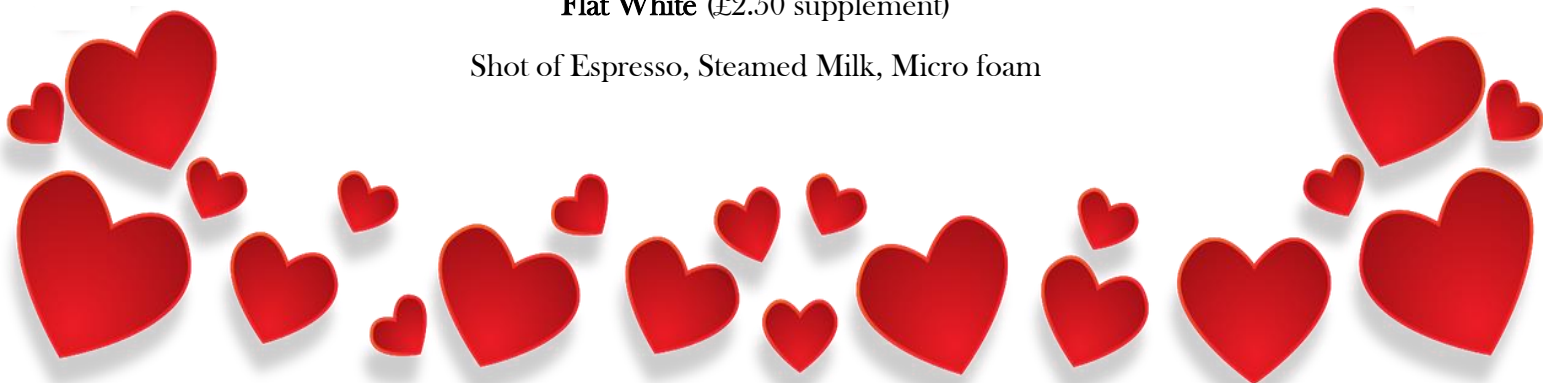 Flat White (£2.50 supplement)
Shot of Espresso, Steamed Milk, Micro foam